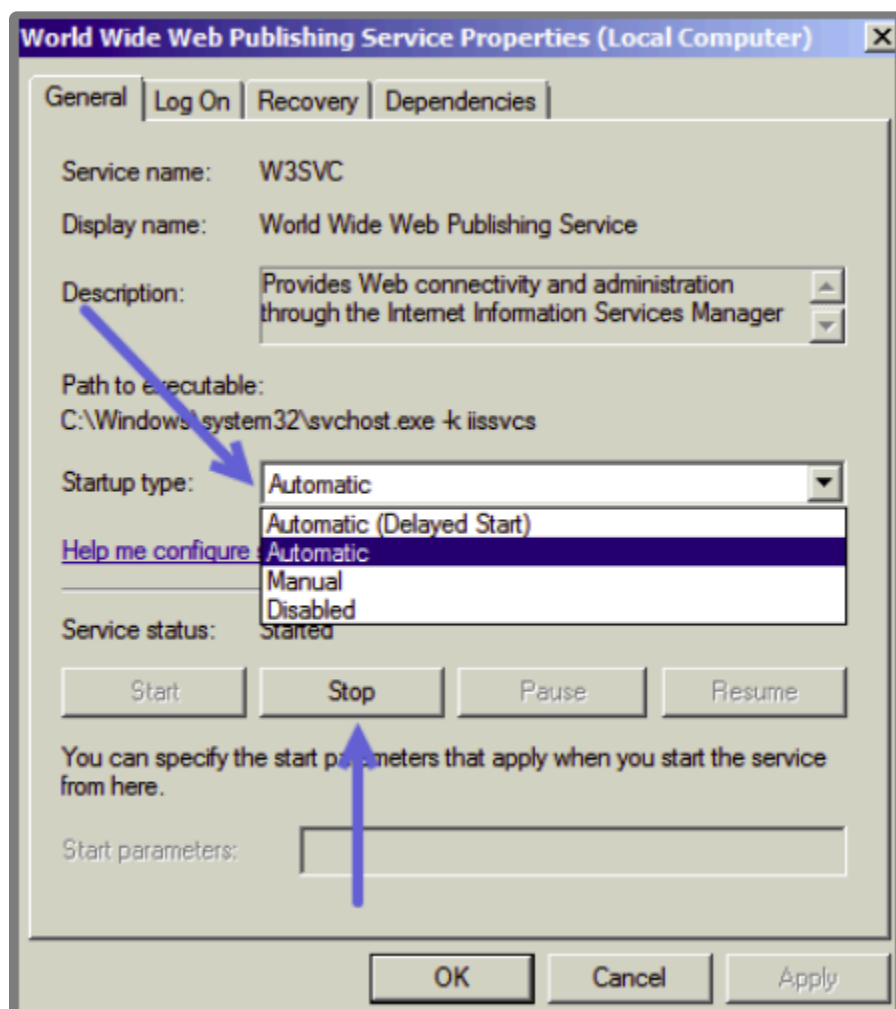 World Wide Web Publishing Service Properties (Local Computer)
General Log On Recovery Dependencies
Service name: W3SVC
Display name: World Wide Web Publishing Service
Description: Provides Web connectivity and administration
through the Internet Information Services Manager
Path to executable:
C:\Windows\system32\svchost.exe -k iissvcs
Startup type: Automatic
Automatic (Delayed Start)
Help me configure Automatic
Manual
Disabled
Service status: Started
Start Stop Pause Resume
You can specify the start parameters that apply when you start the service
from here.
Start parameters:
OK Cancel Apply